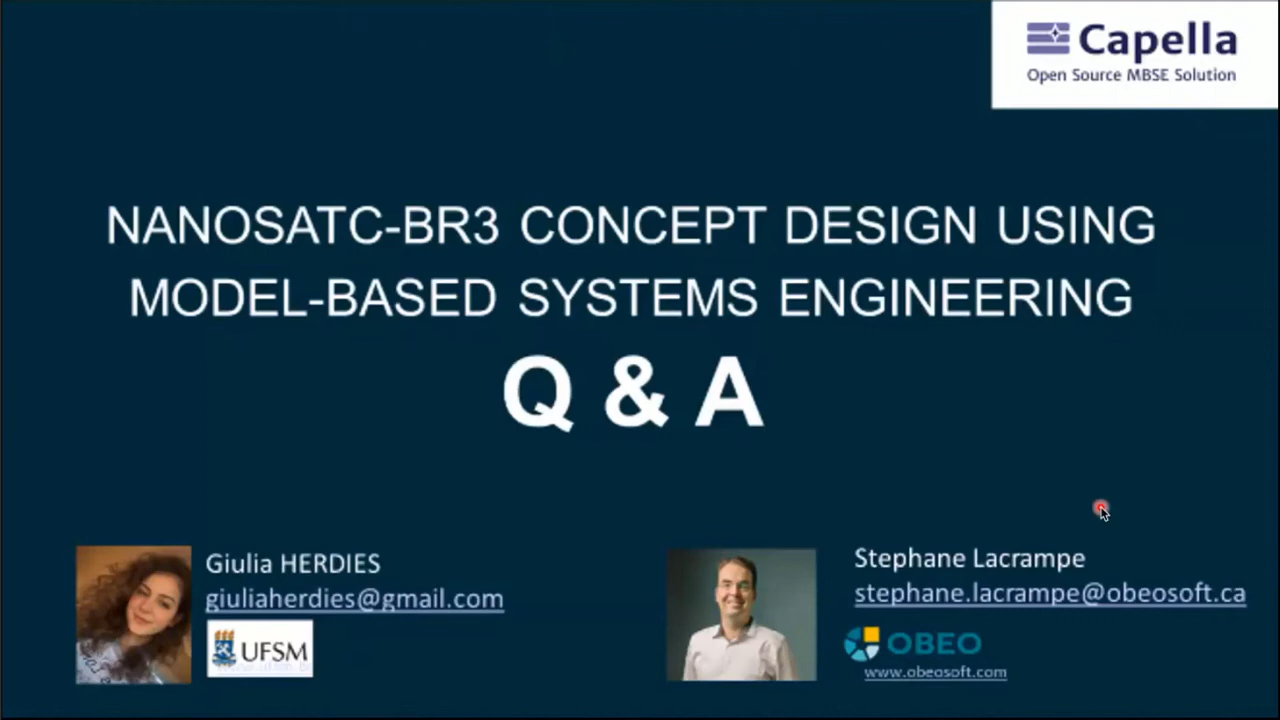 Capella
Open Source MBSE Solution
NANOSATC-BR3 CONCEPT DESIGN USING
MODEL-BASED SYSTEMS ENGINEERING
Q & A
Giulia HERDIES
giuliaherdies@gmail.com
UFSM
Stephane Lacrampe
stephane.lacrampe@obeosoft.ca
OBEO
www.obeosoft.com